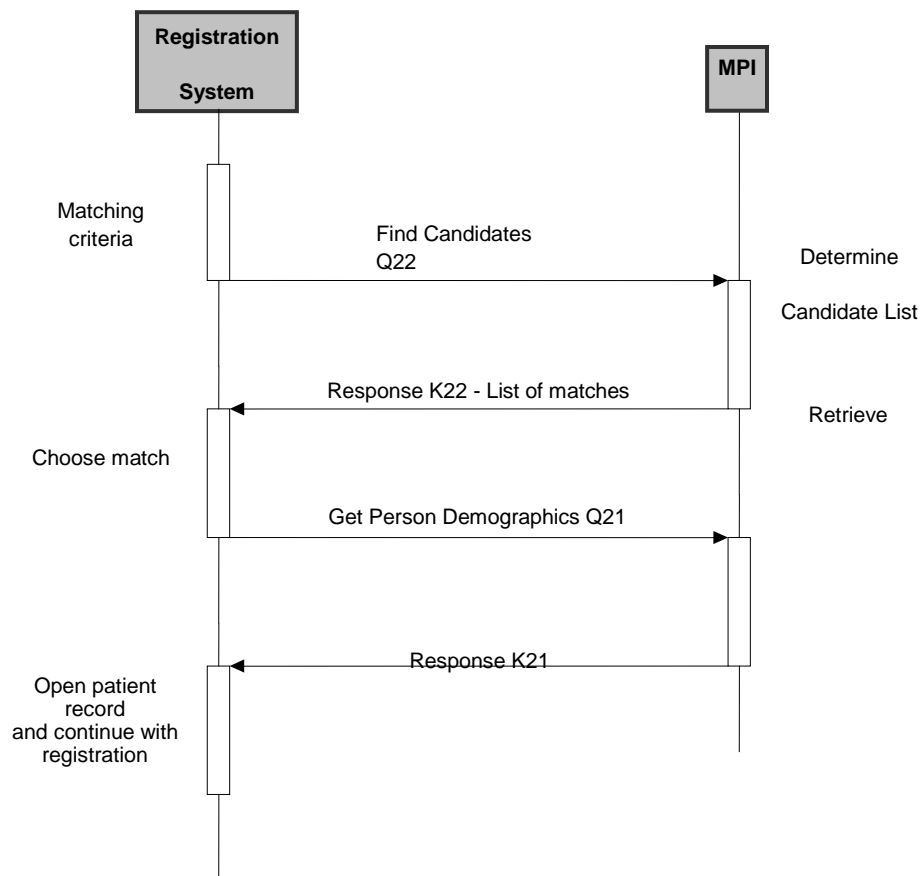 Registration
System
MPI
Matching
criteria
Find Candidates
Q22
Determine
Candidate List
Response K22 - List of matches
Retrieve
Choose match
Get Person Demographics Q21
Response K21
Open patient
record
and continue with
registration